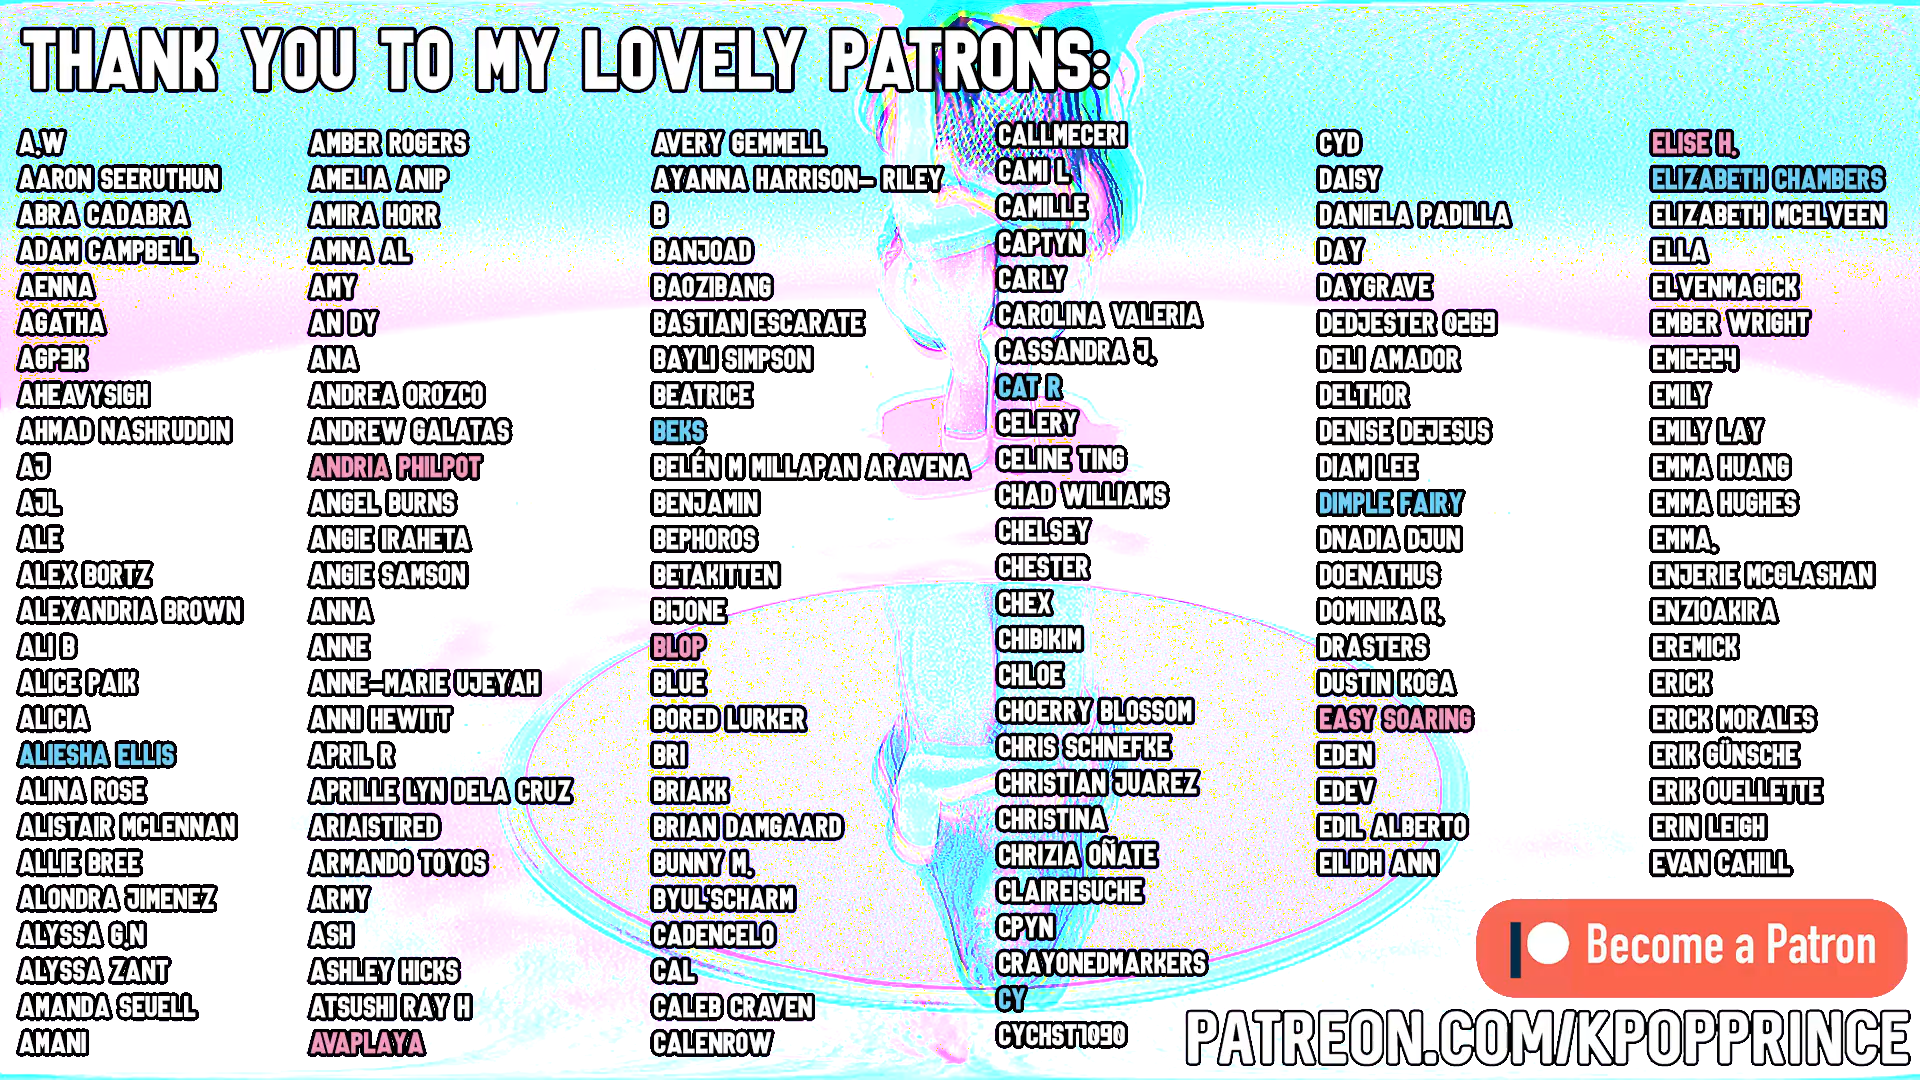 THANK YOU TO MY LOVELY PATRONS:
A.W
AARON SEERUTHUN
ABRA CADABRA
ADAM CAMPBELL
AENNA
AGATHA
AGP3K
AHEAVYSIGH
AHMAD NASHRUDDIN
AJ
AJL
ALE
ALEX BORTZ
ALEXANDRIA BROWN
ALI B
ALICE PAIK
ALICIA
ALIESHA ELLIS
ALINA ROSE
ALISTAIR MCLENNAN
ALLIE BREE
ALONDRA JIMENEZ
ALYSSA G.N
ALYSSA ZANT
AMANDA SEUELL
AMANI
AMBER ROGERS
AMELIA ANIP
AMIRA HORR
AMNA AL
AMY
AN DY
ANA
ANDREA OROZCO
ANDREW GALATAS
ANDRIA PHILPOT
ANGEL BURNS
ANGIE IRAHETA
ANGIE SAMSON
ANNA
ANNE
ANNE-MARIE UJEYAH
ANNI HEWITT
APRIL R
APRILLE LYN DELA CRUZ
ARIAISTIRED
ARMANDO TOYOS
ARMY
ASH
ASHLEY HICKS
ATSUSHI RAY H
AVAPLAYA
AVERY GEMMELL
AYANNA HARRISON- RILEY
B
BANJOAD
BAOZIBANG
BASTIAN ESCARATE
BAYLI SIMPSON
BEATRICE
BEKS
BELÉN M MILLAPAN ARAVENA
BENJAMIN
BEPHOROS
BETAKITTEN
BIJONE
BLOP
BLUE
BORED LURKER
BRI
BRIAKK
BRIAN DAMGAARD
BUNNY M.
BYUL'SCHARM
CADENCELO
CAL
CALEB CRAVEN
CALENROW
CALLMECERI
CAMI L
CAMILLE
CAPTYN
CARLY
CAROLINA VALERIA
CASSANDRA J.
CAT R
CELERY
CELINE TING
CHAD WILLIAMS
CHELSEY
CHESTER
CHEX
CHIBIKIM
CHLOE
CHOERRY BLOSSOM
CHRIS SCHNEFKE
CHRISTIAN JUAREZ
CHRISTINA
CHRIZIA OÑATE
CLAIREISUCHE
CPYN
CRAYONEDMARKERS
CY
CYCHST1090
CYD
DAISY
DANIELA PADILLA
DAY
DAYGRAVE
DEDJESTER 0269
DELI AMADOR
DELTHOR
DENISE DEJESUS
DIAM LEE
DIMPLE FAIRY
DNADIA DJUN
DOENATHUS
DOMINIKA K.
DRASTERS
DUSTIN KOGA
EASY SOARING
EDEN
EDEV
EDIL ALBERTO
EILIDH ANN
ELISE H.
ELIZABETH CHAMBERS
ELIZABETH MCELVEEN
ELLA
ELVENMAGICK
EMBER WRIGHT
EMI2224
EMILY
EMILY LAY
EMMA HUANG
EMMA HUGHES
EMMA.
ENJERIE MCGLASHAN
ENZIOAKIRA
EREMICK
ERICK
ERICK MORALES
ERIK GÜNSCHE
ERIK OUELLETTE
ERIN LEIGH
EVAN CAHILL
Become a Patron
PATREON.COM/KPOPPRINCE